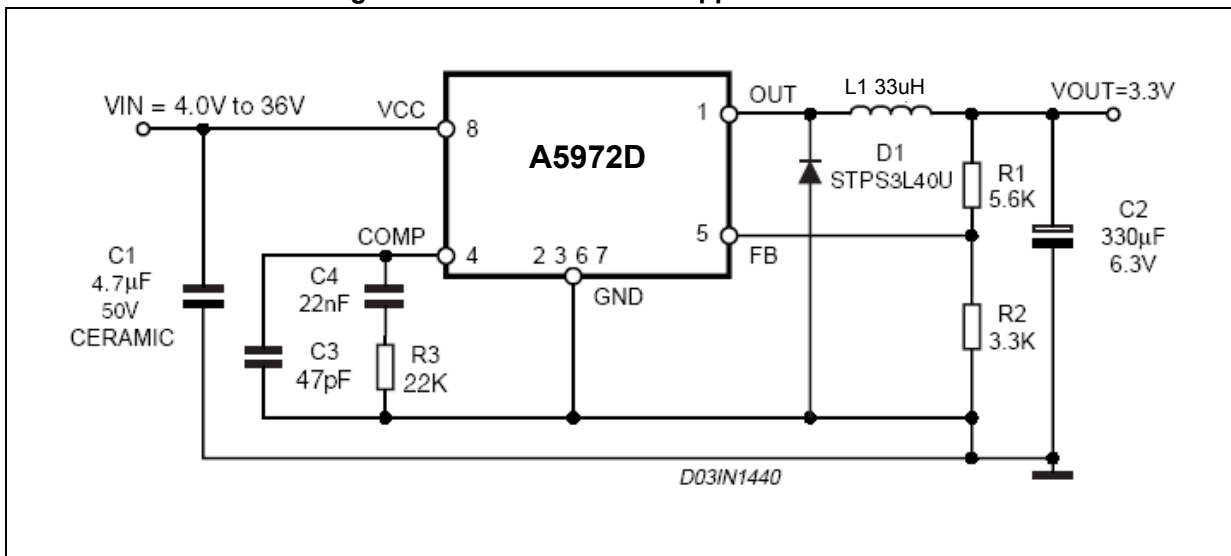 VIN = 4.0V to 36V
VCC
8
A5972D
1
OUT
L1 33uH
VOUT=3.3V
D1
STPS3L40U
R1
5.6K
C2
330µF
6.3V
5
FB
COMP
4
2 3 6 7
GND
C1
4.7µF
50V
CERAMIC
C4
22nF
C3
47pF
R3
22K
R2
3.3K
D03IN1440